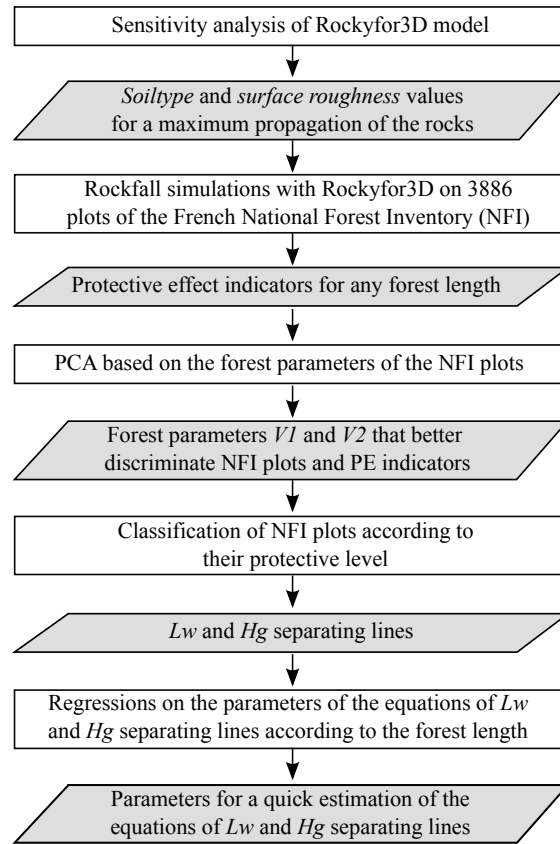 Sensitivity analysis of Rockyfor3D model
Soiltype and surface roughness values
for a maximum propagation of the rocks
Rockfall simulations with Rockyfor3D on 3886
plots of the French National Forest Inventory (NFI)
Protective effect indicators for any forest length
PCA based on the forest parameters of the NFI plots
Forest parameters V1 and V2 that better
discriminate NFI plots and PE indicators
Classification of NFI plots according to
their protective level
Lw and Hg separating lines
Regressions on the parameters of the equations of Lw
and Hg separating lines according to the forest length
Parameters for a quick estimation of the
equations of Lw and Hg separating lines